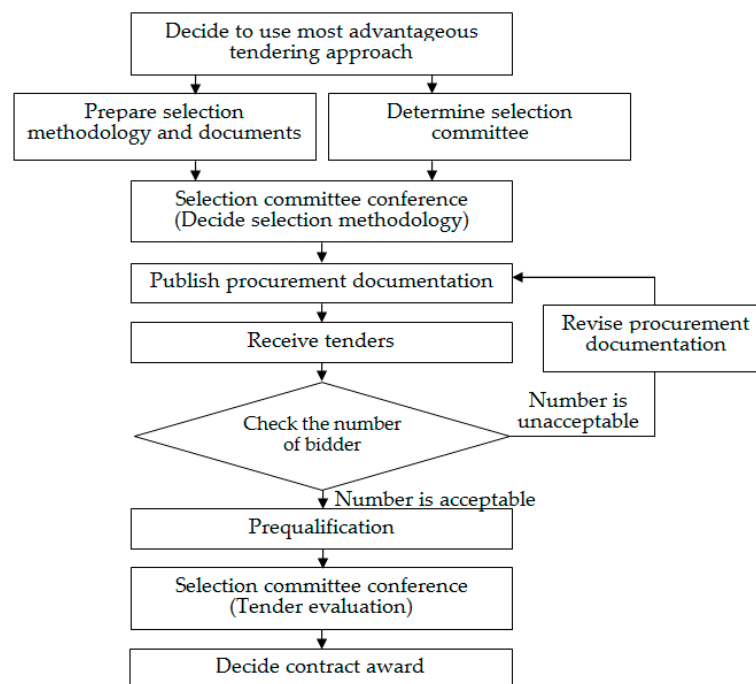 Decide to use most advantageous
tendering approach
Prepare selection
methodology and documents
Determine selection
committee
Selection committee conference
(Decide selection methodology)
Publish procurement documentation
Receive tenders
Revise procurement
documentation
Check the number
of bidder
Number is
unacceptable
Number is acceptable
Prequalification
Selection committee conference
(Tender evaluation)
Decide contract award